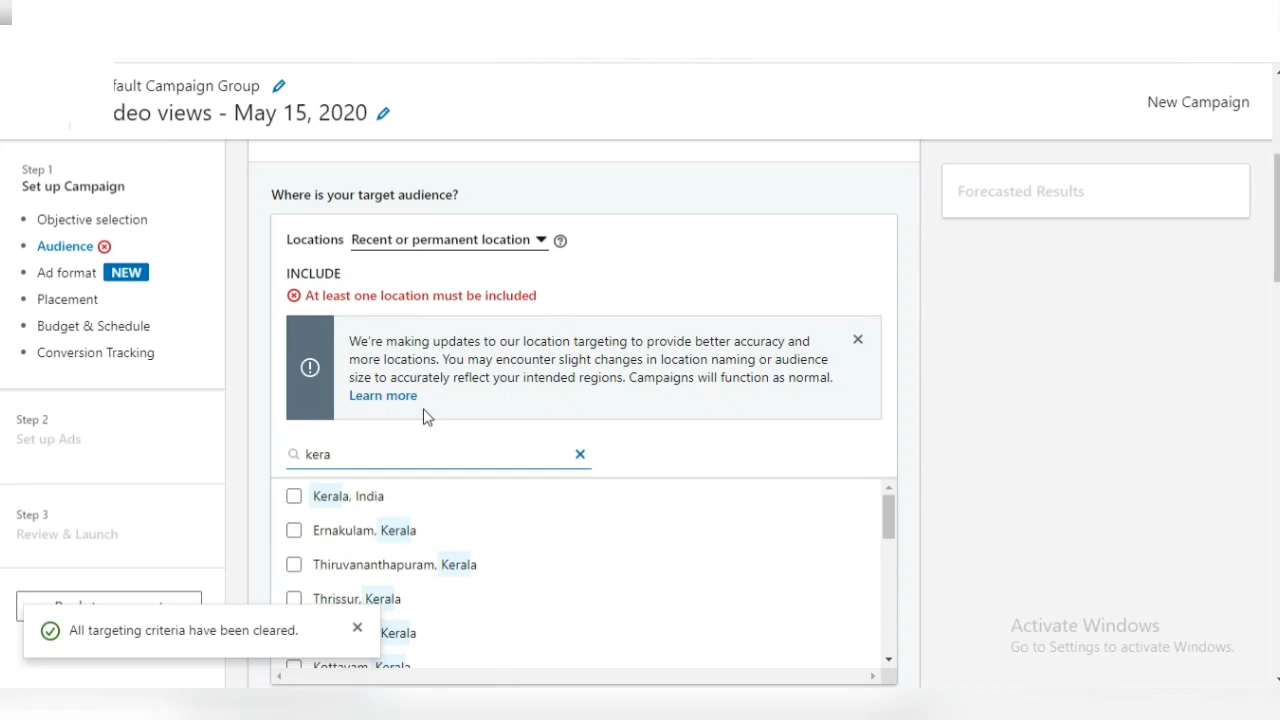 fault Campaign Group
deo views - May 15, 2020
New Campaign
Step 1
Set up Campaign
Objective selection
Audience
Ad format NEW
Placement
Budget & Schedule
Conversion Tracking
Step 2
Set up Ads
Step 3
Review & Launch
All targeting criteria have been cleared.
Where is your target audience?
Locations Recent or permanent location
INCLUDE
At least one location must be included
We're making updates to our location targeting to provide better accuracy and
more locations. You may encounter slight changes in location naming or audience
size to accurately reflect your intended regions. Campaigns will function as normal.
Learn more
kera
Kerala, India
Ernakulam, Kerala
Thiruvananthapuram, Kerala
Thrissur, Kerala
Kerala
Kottayam, Kerala
Forecasted Results
Activate Windows
Go to Settings to activate Windows.